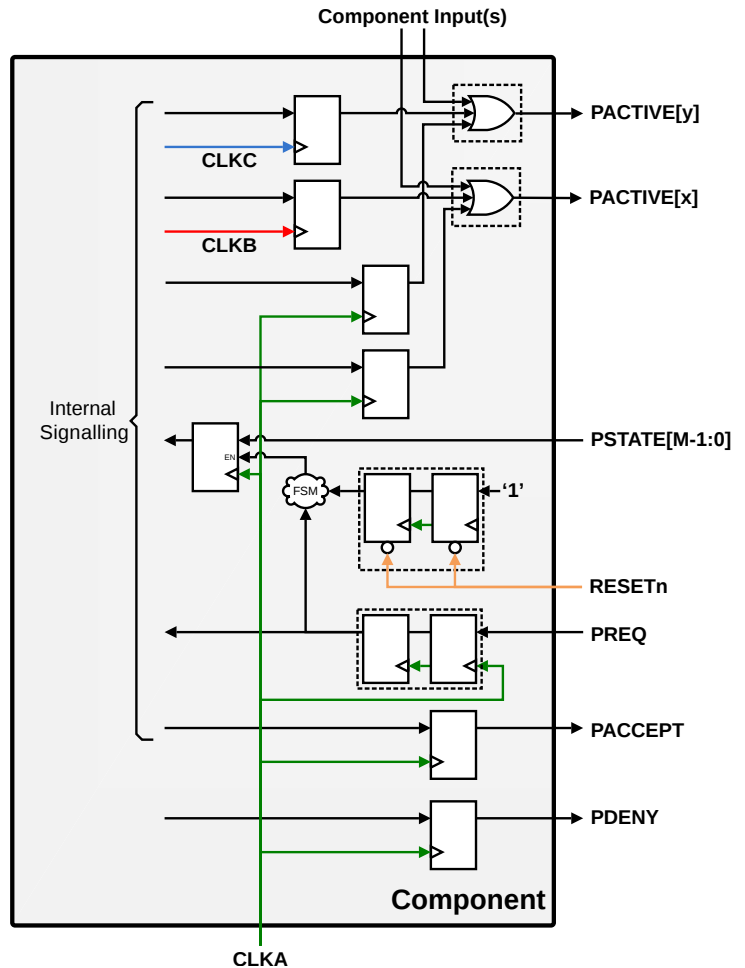 Component Input(s)
PACTIVE[y]
CLKC
PACTIVE[x]
CLKB
Internal
Signalling
PSTATE[M-1:0]
EN
FSM
‘1’
RESETn
PREQ
PACCEPT
PDENY
Component
CLKA